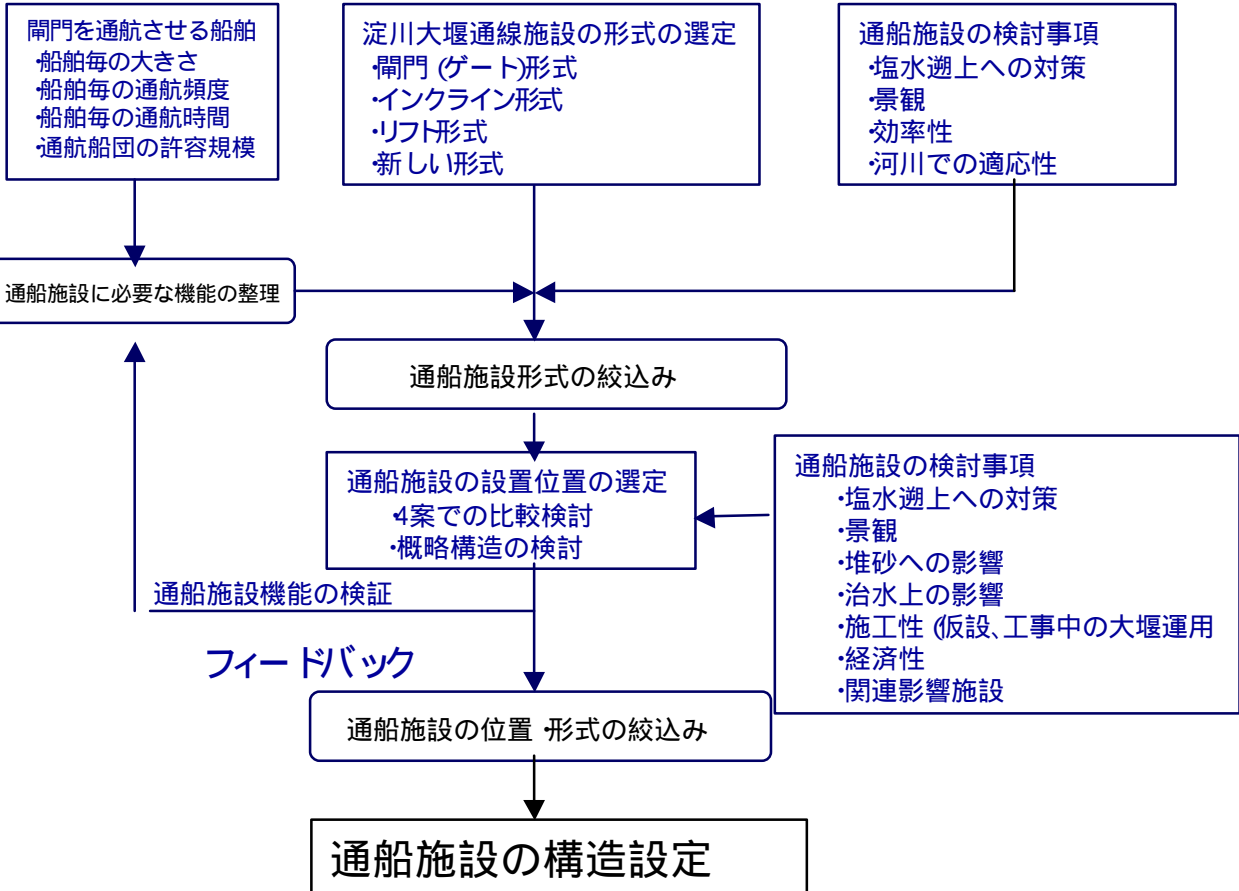 閘門を通航させる船舶
・船舶毎の大きさ
・船舶毎の通航頻度
・船舶毎の通航時間
・通航船団の許容規模
淀川大堰通線施設の形式の選定
・閘門 (ゲート)形式
・インクライン形式
・リフト形式
・新しい形式
通船施設の検討事項
・塩水遡上への対策
・景観
・効率性
・河川での適応性
通船施設に必要な機能の整理
通船施設形式の絞込み
通船施設の設置位置の選定
・4案での比較検討
・概略構造の検討
通船施設の検討事項
・塩水遡上への対策
・景観
・堆砂への影響
・治水上の影響
・施工性 (仮設、工事中の大堰運用
・経済性
・関連影響施設
通船施設機能の検証
フィードバック
通船施設の位置・形式の絞込み
通船施設の構造設定